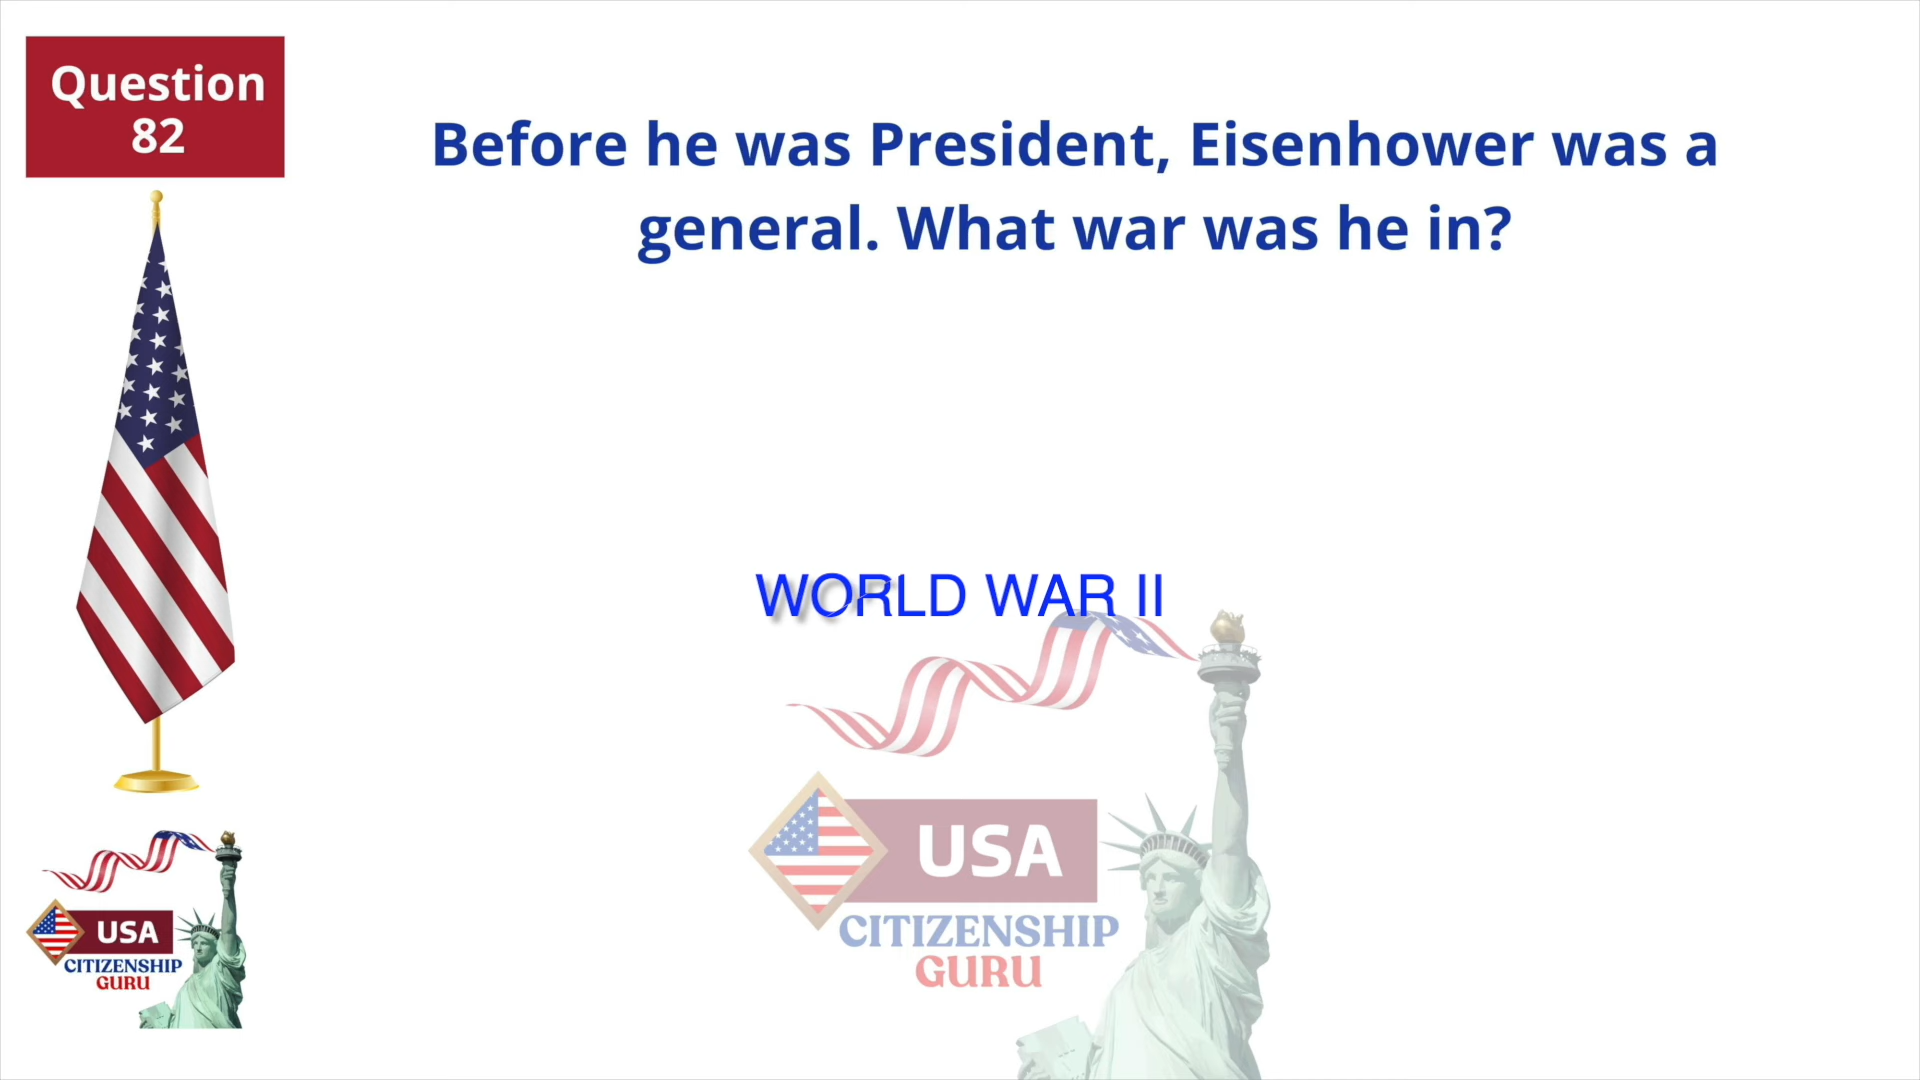 Question
82
Before he was President, Eisenhower was a
general. What war was he in?
WORLD WAR II
USA
CITIZENSHIP
GURU
USA
CITIZENSHIP
GURU